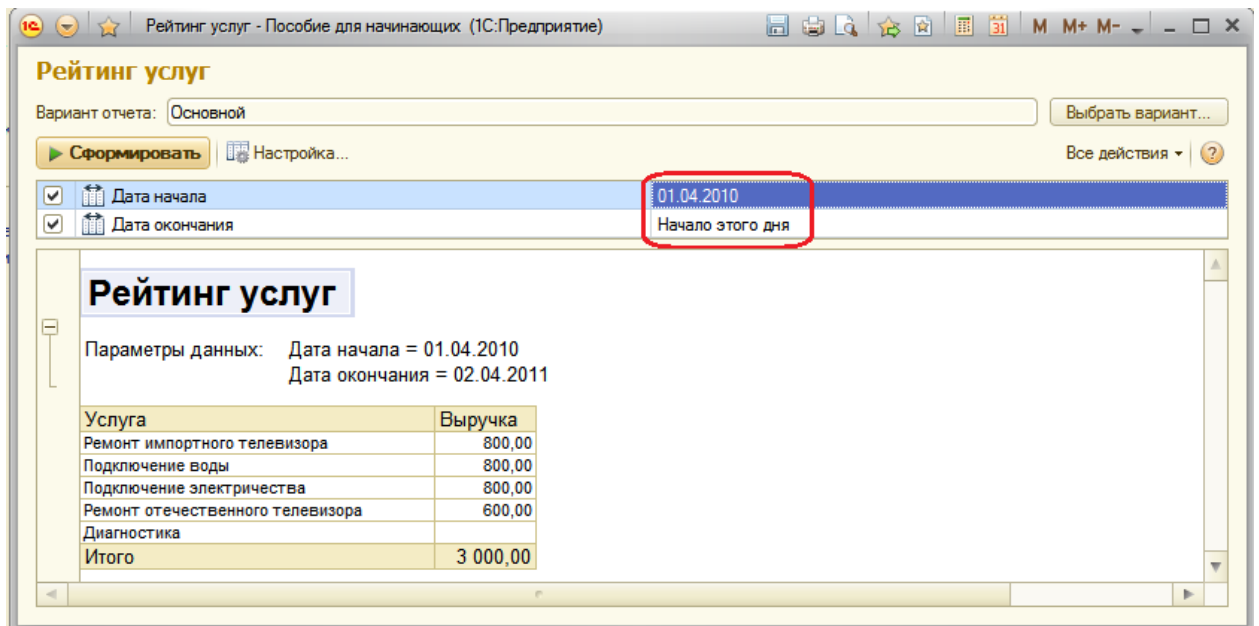 1С Рейтинг услуг - Пособие для начинающих (1С:Предприятие) 31 M M+ M-
Рейтинг услуг
Вариант отчета: Основной Выбрать вариант...
Сформировать Настройка... Все действия ?
Дата начала 01.04.2010
Дата окончания Начало этого дня
Рейтинг услуг
Параметры данных: Дата начала = 01.04.2010
Дата окончания = 02.04.2011
Услуга Выручка
Ремонт импортного телевизора 800,00
Подключение воды 800,00
Подключение электричества 800,00
Ремонт отечественного телевизора 600,00
Диагностика
Итого 3 000,00